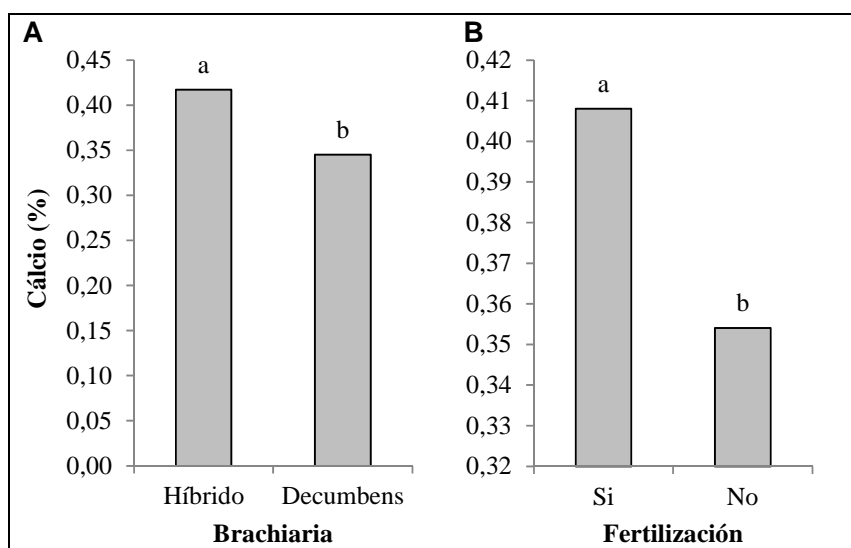 A
Cálcio (%)
0,45
0,40
0,35
0,30
0,25
0,20
0,15
0,10
0,05
0,00
a
b
Híbrido
Decumbens
Brachiaria
B
0,42
0,41
0,40
0,39
0,38
0,37
0,36
0,35
0,34
0,33
0,32
a
b
Si
No
Fertilización